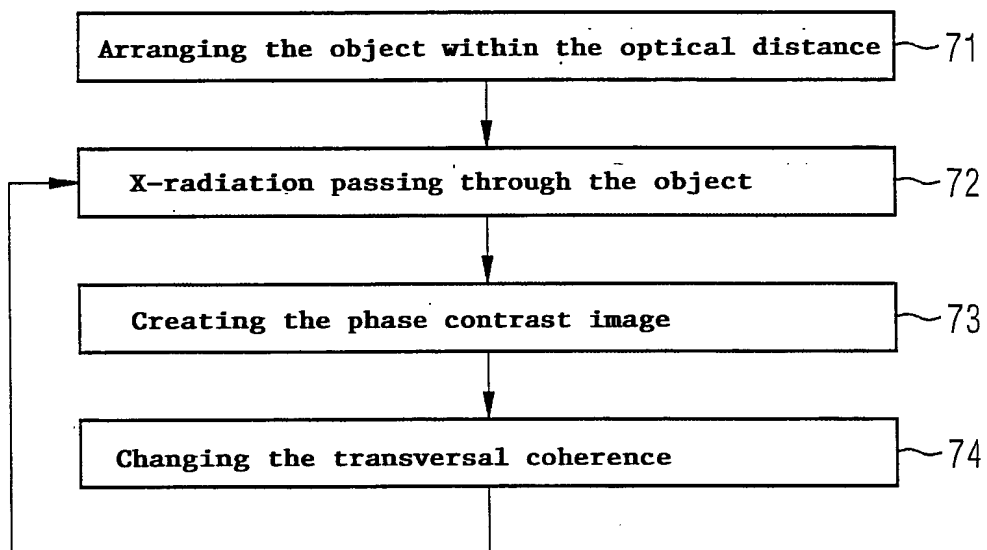 Arranging the object within the optical distance 71
X-radiation passing through the object 72
Creating the phase contrast image 73
Changing the transversal coherence 74